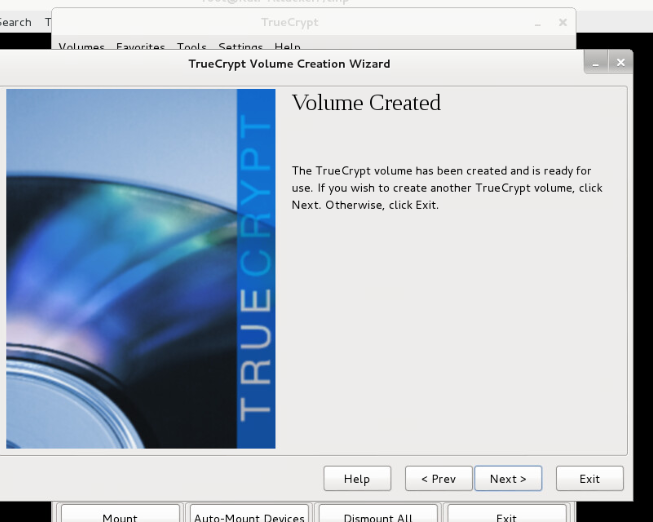 Search
TrueCrypt
Volumes Favorites Tools Settings Help
TrueCrypt Volume Creation Wizard
TRUECRYPT
Volume Created
The TrueCrypt volume has been created and is ready for
use. If you wish to create another TrueCrypt volume, click
Next. Otherwise, click Exit.
Help < Prev Next > Exit
Mount Auto-Mount Devices Dismount All Exit